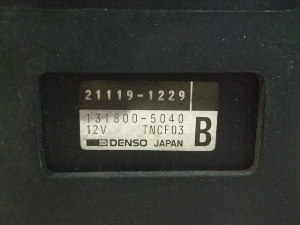 21119-1229
131800-5040
12V TNCF03
DENSO JAPAN B